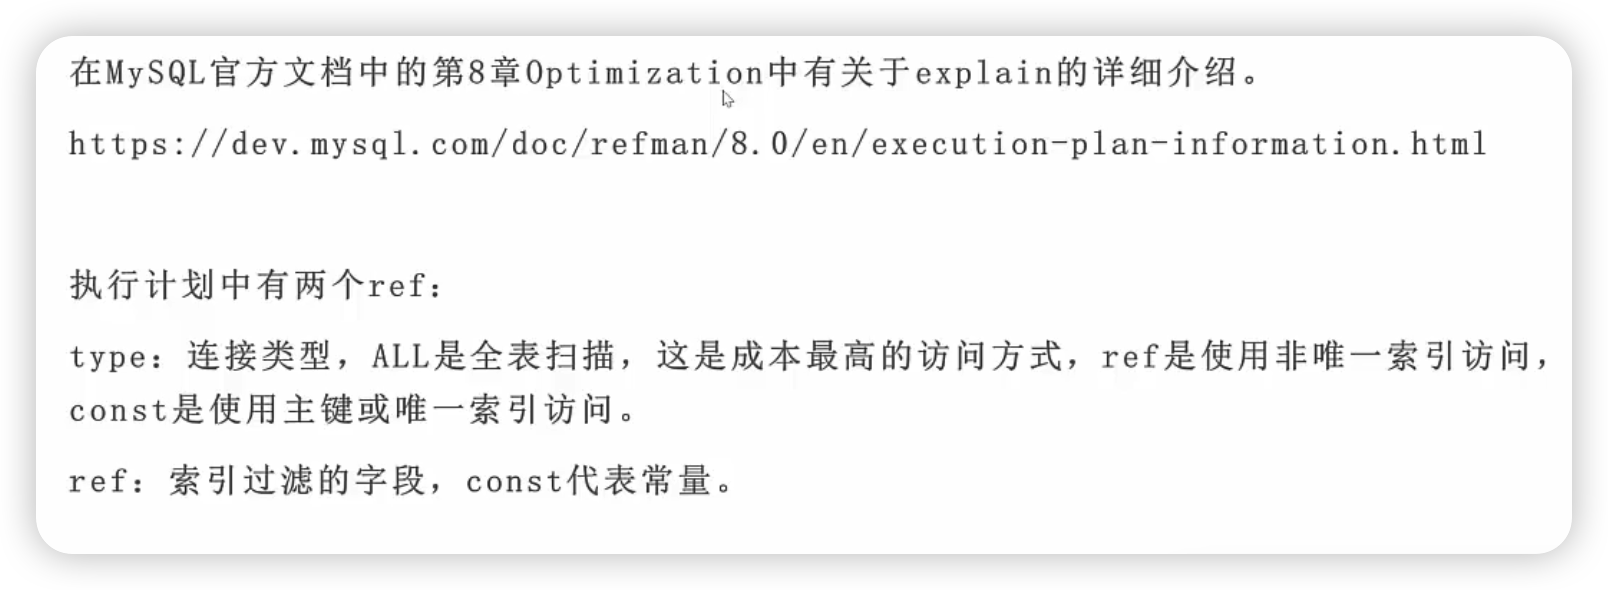 在MySQL官方文档中的第8章Optimization中有关于explain的详细介绍。
https://dev.mysql.com/doc/refman/8.0/en/execution-plan-information.html
执行计划中有两个ref：
type：连接类型，ALL是全表扫描，这是成本最高的访问方式，ref是使用非唯一索引访问，
const是使用主键或唯一索引访问。
ref：索引过滤的字段，const代表常量。